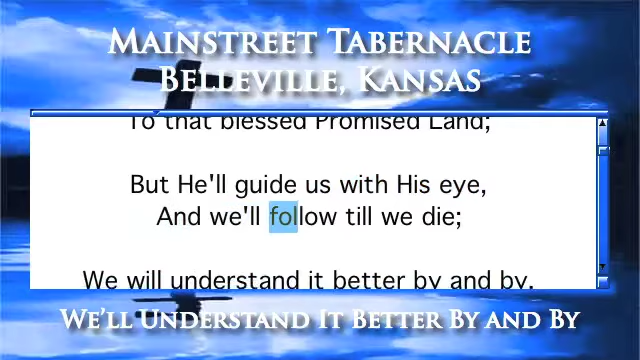 Mainstreet Tabernacle
Belleville, Kansas
To that blessed Promised Land;
But He'll guide us with His eye,
And we'll follow till we die;
We will understand it better by and by.
We'll Understand It Better By and By